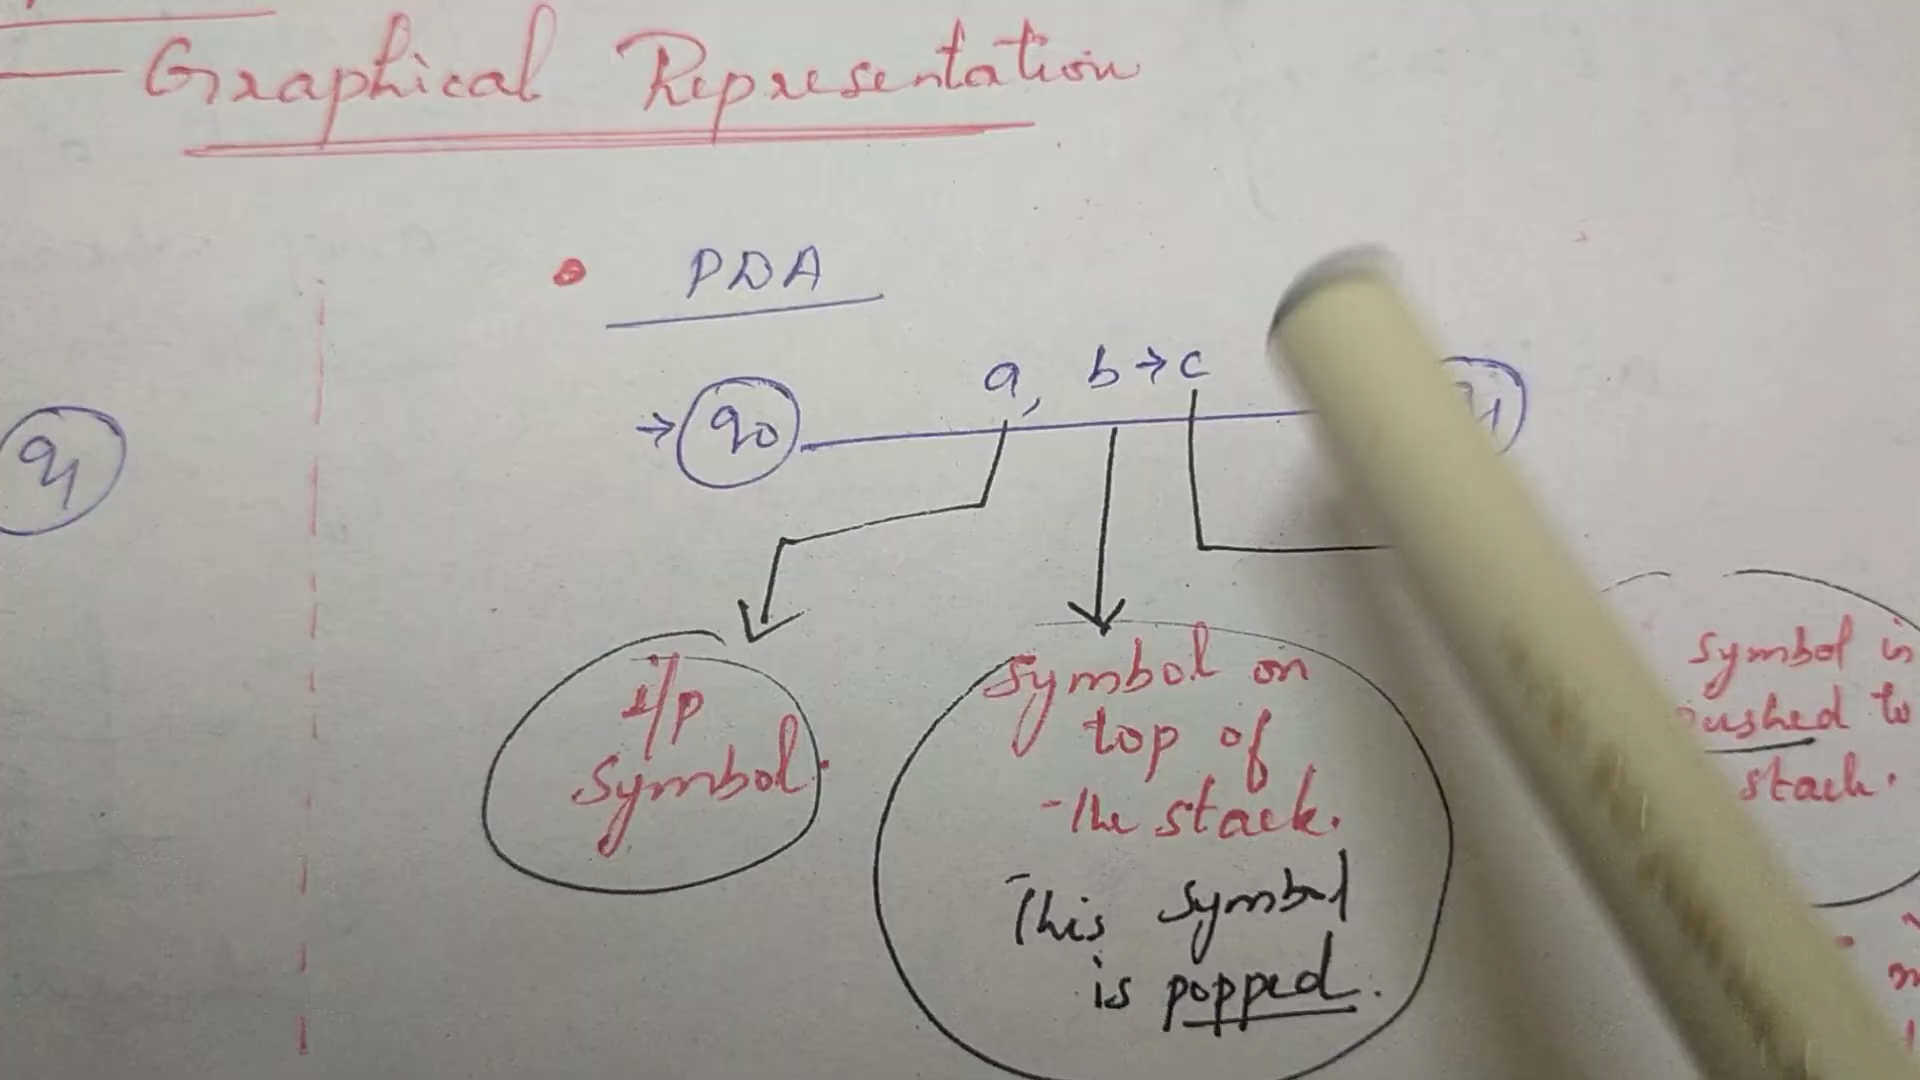 Graphical Representation
PDA
a, b → c
→ q0
q1
q1
i/p
symbol.
Symbol on
top of
the stack.
This symbol
is popped.
Symbol is
pushed to
stack.